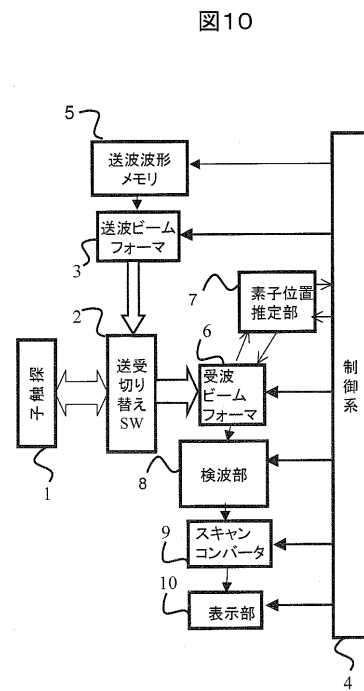 図10
5
送波波形
メモリ
送波ビーム
フォーマ
3
2
7
素子位置
推定部
6
子触探
送受
切り
替え
SW
受波
ビーム
フォーマ
制御系
1
8
検波部
9
スキャン
コンバータ
10
表示部
4